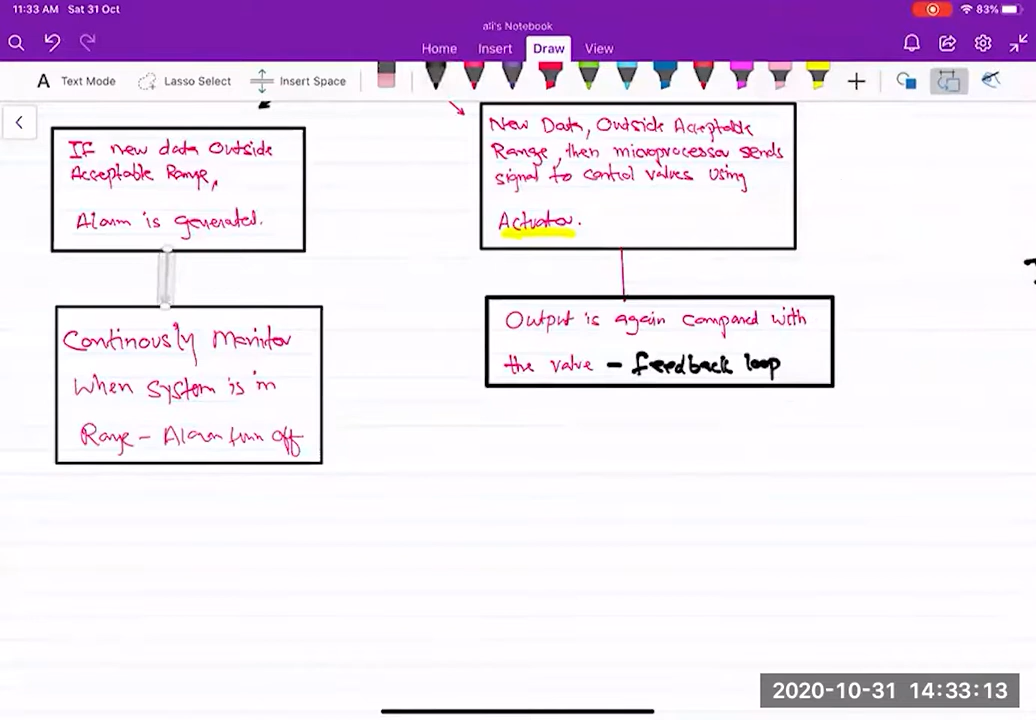 11:33 AM Sat 31 Oct
83%
ali's Notebook
Home Insert Draw View
A Text Mode Lasso Select Insert Space
If new data Outside
Acceptable Range,
Alarm is generated.
Continously Monitor
When System is in
Range - Alarm turn off
New Data, Outside Acceptable
Range, then microprocessor sends
signal to control values using
Actuator.
Output is again compared with
the value - feedback loop
2020-10-31 14:33:13